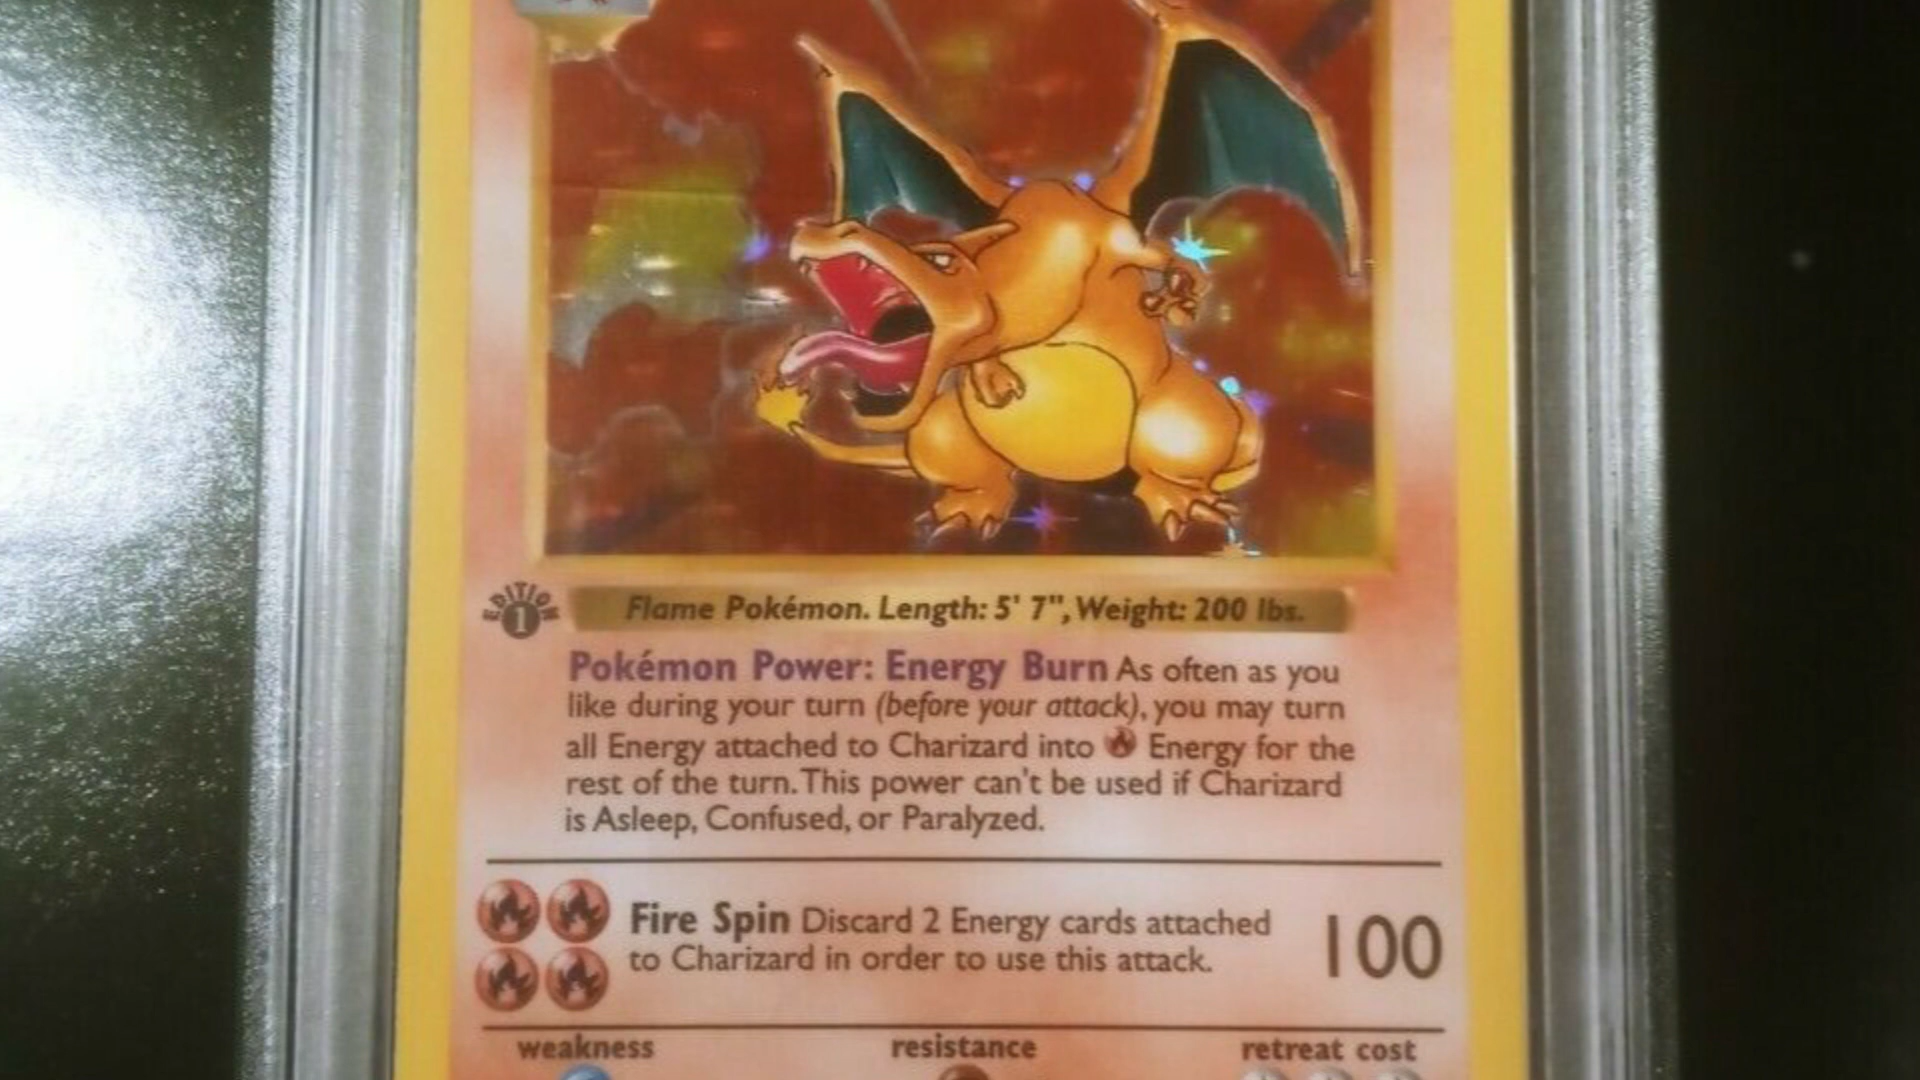 EDITION
1
Flame Pokémon. Length: 5' 7", Weight: 200 lbs.
Pokémon Power: Energy Burn As often as you
like during your turn (before your attack), you may turn
all Energy attached to Charizard into Energy for the
rest of the turn. This power can't be used if Charizard
is Asleep, Confused, or Paralyzed.
Fire Spin Discard 2 Energy cards attached
to Charizard in order to use this attack.
100
weakness resistance retreat cost